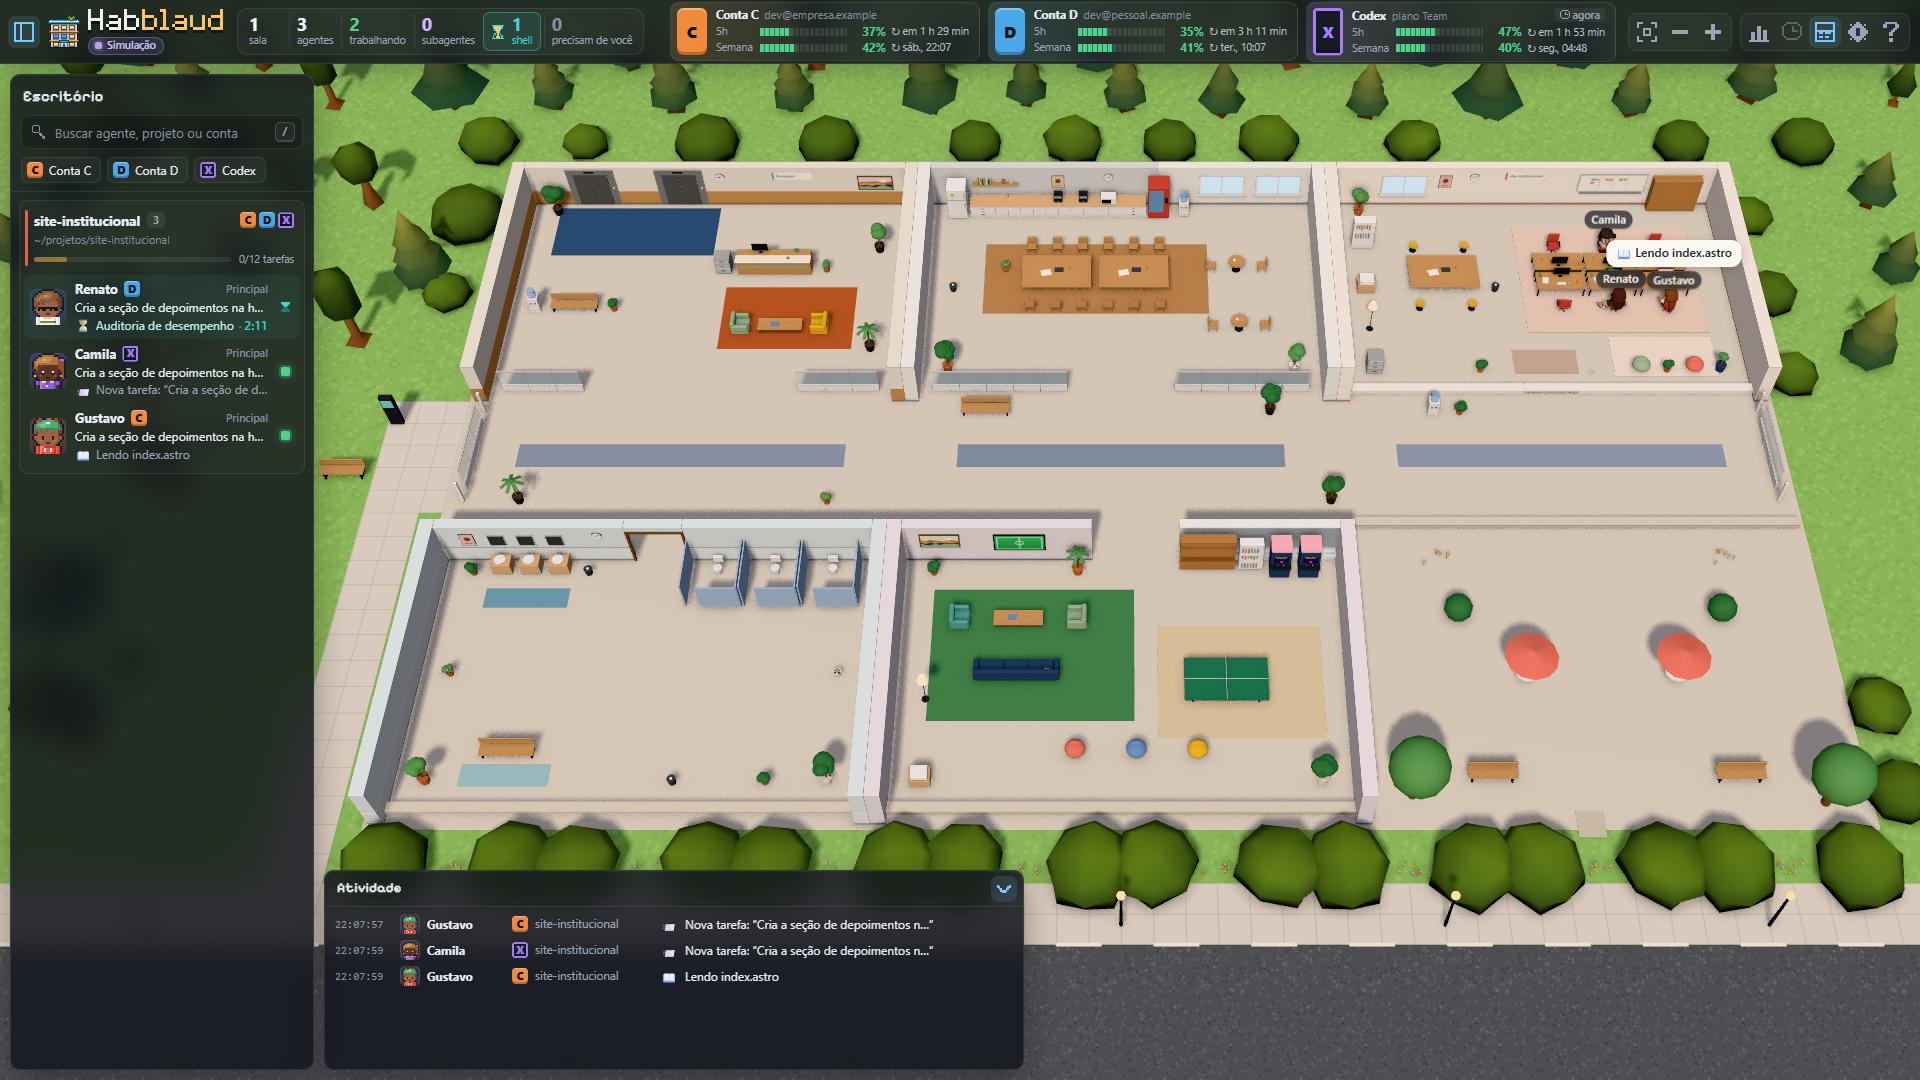 Habblaud
Simulação
1 sala
3 agentes
2 trabalhando
0 subagentes
1 shell
0 precisam de você
C
Conta C dev@empresa.example
5h 37% ↻ em 1 h 29 min
Semana 42% ↻ sáb., 22:07
D
Conta D dev@pessoal.example
5h 35% ↻ em 3 h 11 min
Semana 41% ↻ ter., 10:07
X
Codex plano Team agora
5h 47% ↻ em 1 h 53 min
Semana 40% ↻ seg., 04:48
?
Escritório
Buscar agente, projeto ou conta /
C Conta C
D Conta D
X Codex
site-institucional 3 C D X
~/projetos/site-institucional
0/12 tarefas
Renato D Principal
Cria a seção de depoimentos na h...
Auditoria de desempenho · 2:11
Camila X Principal
Cria a seção de depoimentos na h...
Nova tarefa: “Cria a seção de d...
Gustavo C Principal
Cria a seção de depoimentos na h...
Lendo index.astro
Camila
Lendo index.astro
Renato
Gustavo
Atividade
22:07:57 Gustavo C site-institucional Nova tarefa: “Cria a seção de depoimentos n...”
22:07:59 Camila X site-institucional Nova tarefa: “Cria a seção de depoimentos n...”
22:07:59 Gustavo C site-institucional Lendo index.astro